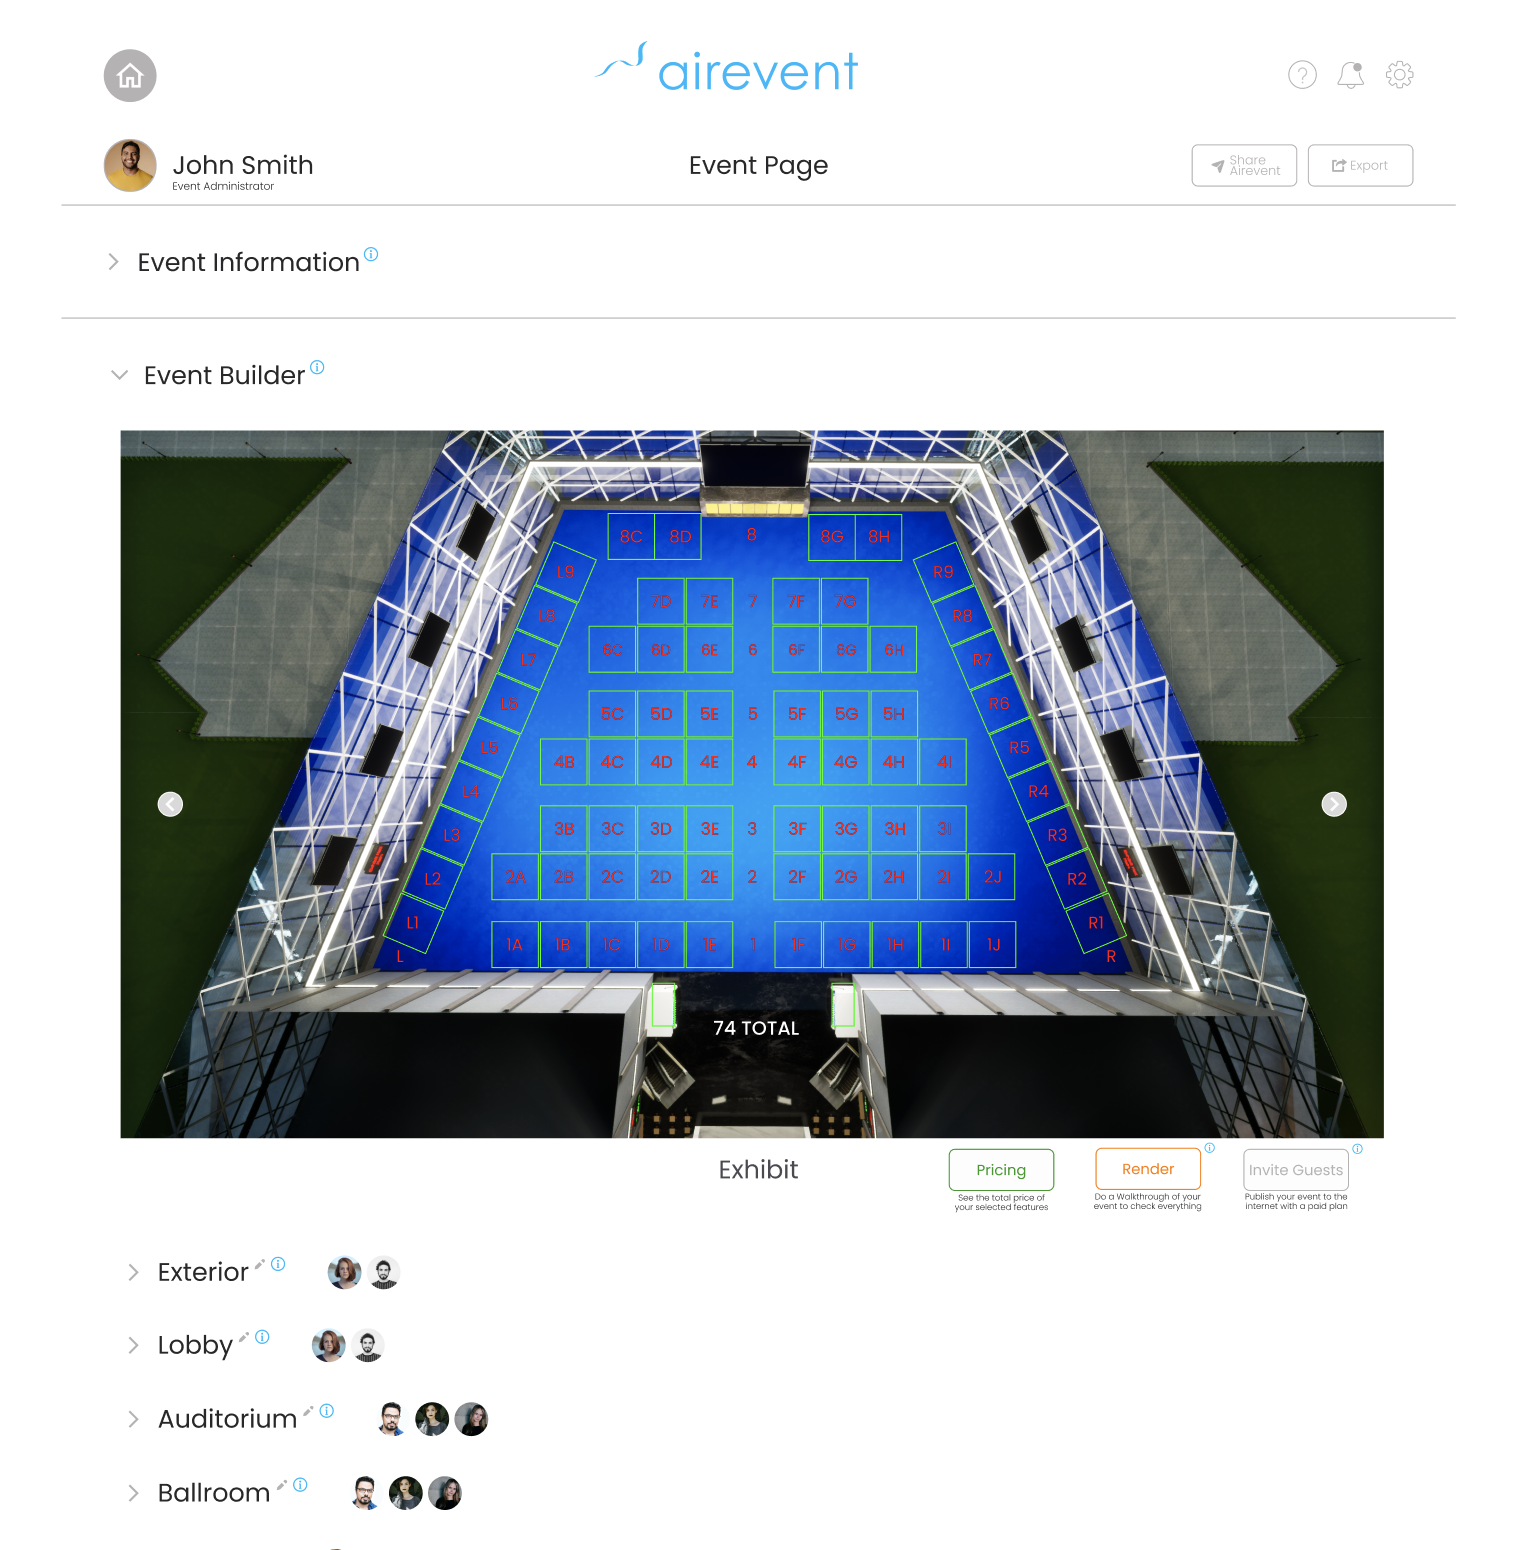 airevent
John Smith
Event Administrator
Event Page
Share
Airevent
Export
Event Information
Event Builder
8C 8D 8 8G 8H
L9 R9
7D 7E 7 7F 7G
L8 R8
6C 6D 6E 6 6F 6G 6H
L7 R7
L6 R6
5C 5D 5E 5 5F 5G 5H
L5 R5
4B 4C 4D 4E 4 4F 4G 4H 4I
L4 R4
3B 3C 3D 3E 3 3F 3G 3H 3I
L3 R3
2A 2B 2C 2D 2E 2 2F 2G 2H 2I 2J
L2 R2
L1 R1
1A 1B 1C 1D 1E 1 1F 1G 1H 1I 1J
L R
74 TOTAL
Exhibit
Pricing
See the total price of
your selected features
Render
Do a Walkthrough of your
event to check everything
Invite Guests
Publish your event to the
internet with a paid plan
Exterior
Lobby
Auditorium
Ballroom